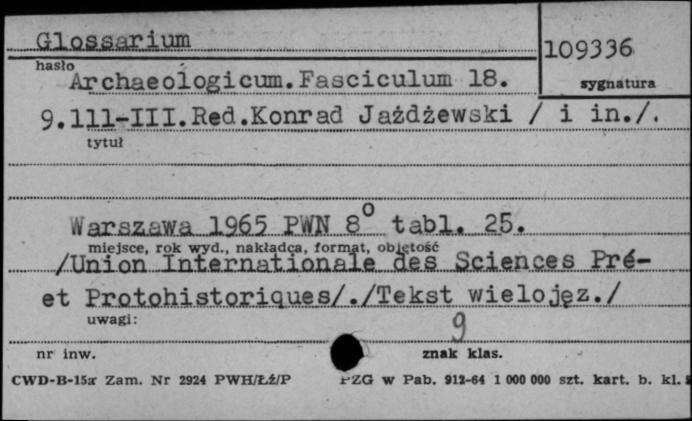 Glossarium
109336
hasło
Archaeologicum. Fasciculum 18.
sygnatura
9.111-III. Red. Konrad Jażdżewski / i in./.
tytuł
Warszawa 1965 PWN 8° tabl. 25.
miejsce, rok wyd., nakładca, format, objętość
/Union Internationale des Sciences Pré-
et Protohistoriques/./Tekst wielojęz./
uwagi:
9
nr inw.
znak klas.
CWD-B-15a Zam. Nr 2924 PWH/Łź/P
PZG w Pab. 912-64 1 000 000 szt. kart. b. kl.